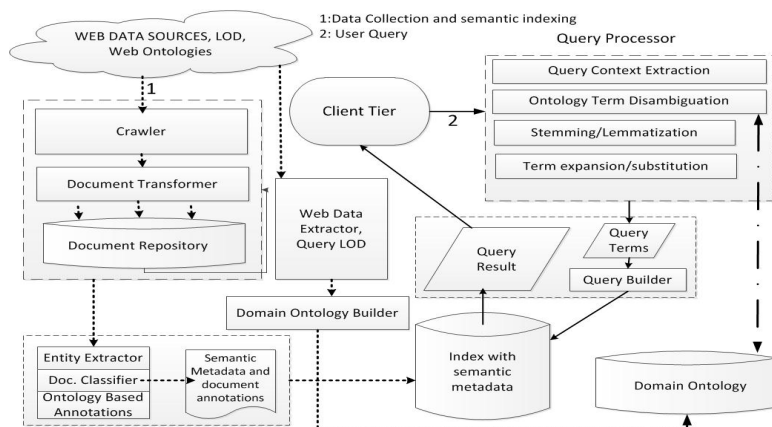 WEB DATA SOURCES, LOD,
Web Ontologies
1:Data Collection and semantic indexing
2: User Query
Query Processor
Query Context Extraction
Ontology Term Disambiguation
Stemming/Lemmatization
Term expansion/substitution
1
Client Tier
2
Crawler
Document Transformer
Document Repository
Web Data
Extractor,
Query LOD
Query
Result
Query
Terms
Query Builder
Domain Ontology Builder
Entity Extractor
Doc. Classifier
Ontology Based
Annotations
Semantic
Metadata and
document
annotations
Index with
semantic
metadata
Domain Ontology